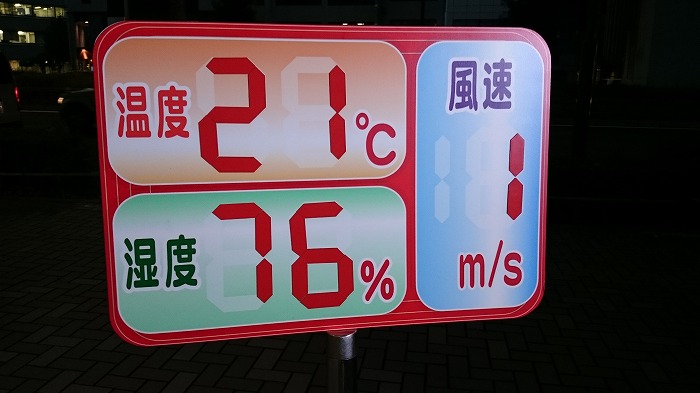 温度 21℃
湿度 76%
風速
1
m/s